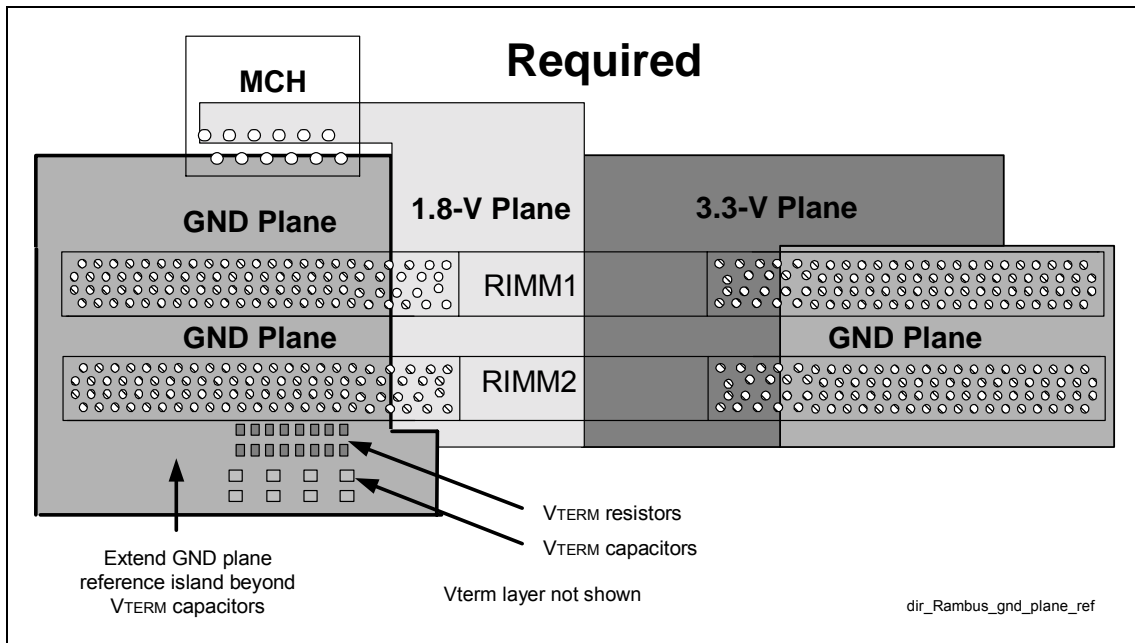 Required
MCH
GND Plane
1.8-V Plane
3.3-V Plane
RIMM1
GND Plane
GND Plane
RIMM2
VTERM resistors
VTERM capacitors
Extend GND plane
reference island beyond
VTERM capacitors
Vterm layer not shown
dir_Rambus_gnd_plane_ref